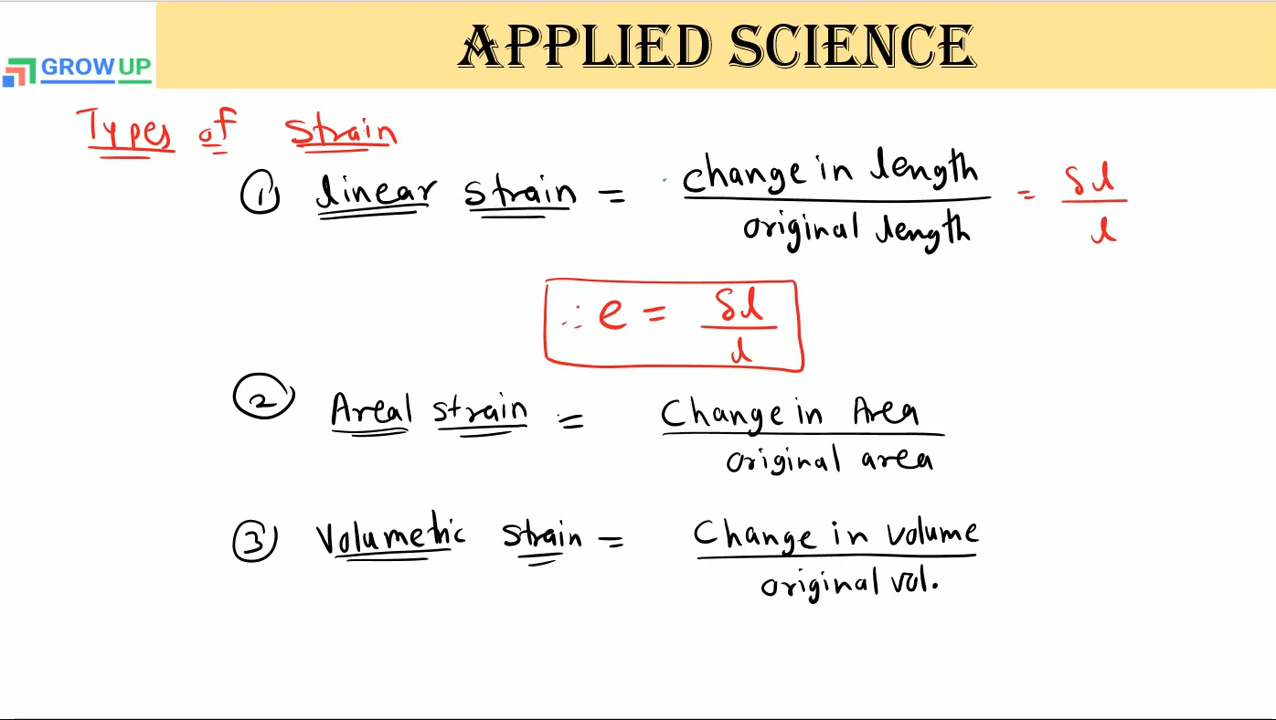 APPLIED SCIENCE
GROW UP
Types of strain
① linear strain = change in length / original length = δl / l
∴ e = δl / l
② Areal strain = Change in Area / original area
③ Volumetric strain = Change in volume / original vol.